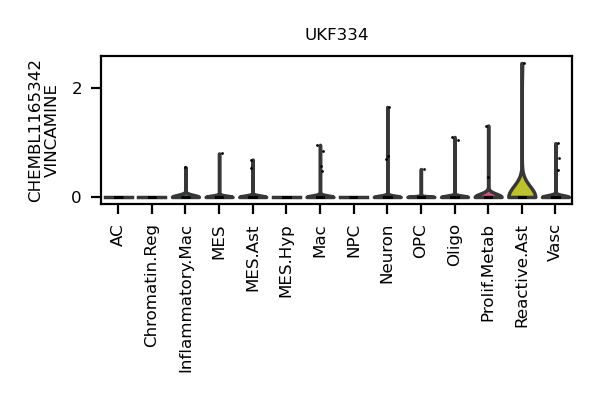 UKF334
CHEMBL1165342
VINCAMINE
2
0
AC
Chromatin.Reg
Inflammatory.Mac
MES
MES.Ast
MES.Hyp
Mac
NPC
Neuron
OPC
Oligo
Prolif.Metab
Reactive.Ast
Vasc